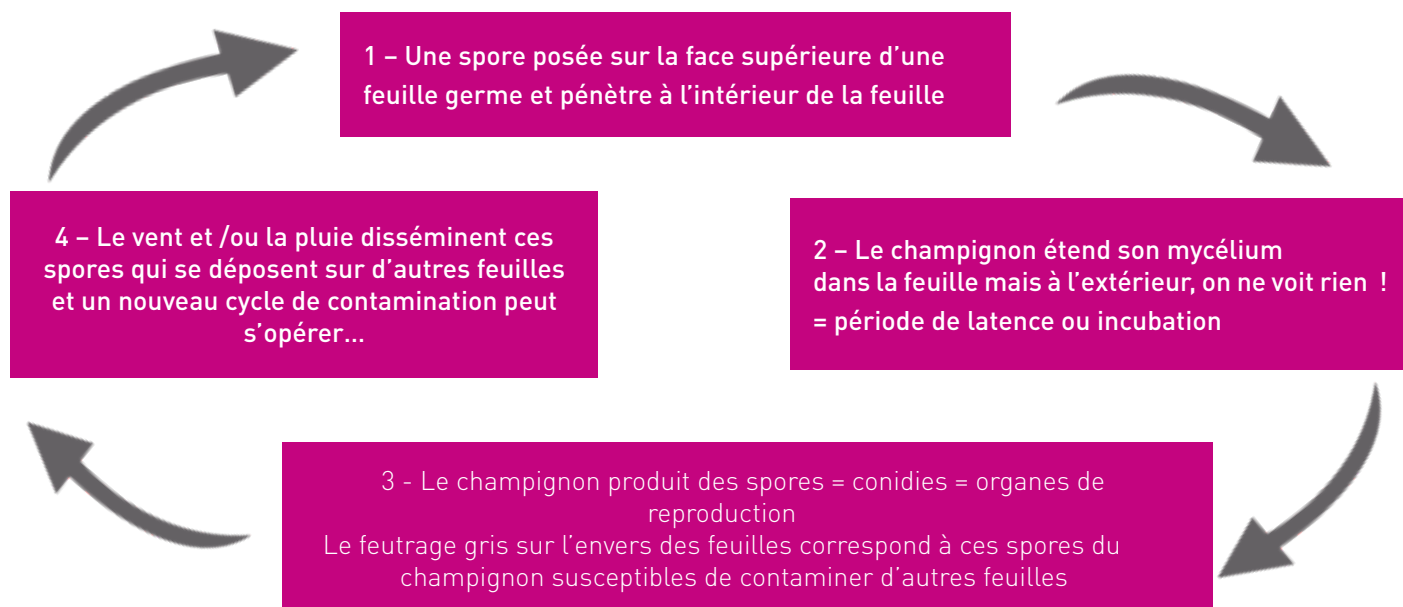 1 – Une spore posée sur la face supérieure d’une
feuille germe et pénètre à l’intérieur de la feuille
2 – Le champignon étend son mycélium
dans la feuille mais à l’extérieur, on ne voit rien !
= période de latence ou incubation
3 - Le champignon produit des spores = conidies = organes de
reproduction
Le feutrage gris sur l’envers des feuilles correspond à ces spores du
champignon susceptibles de contaminer d’autres feuilles
4 – Le vent et /ou la pluie disséminent ces
spores qui se déposent sur d’autres feuilles
et un nouveau cycle de contamination peut
s’opérer...